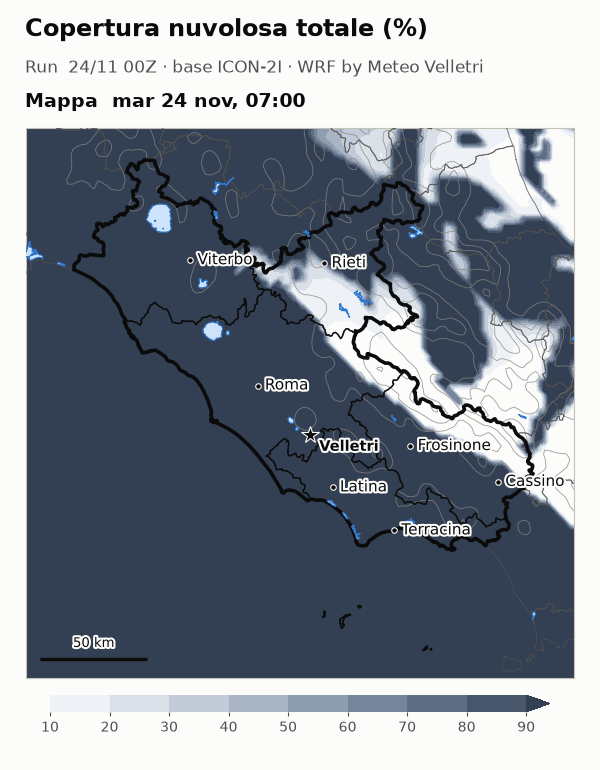 Copertura nuvolosa totale (%)
Run 24/11 00Z · base ICON-2I · WRF by Meteo Velletri
Mappa mar 24 nov, 07:00
Viterbo
Rieti
Roma
Velletri
Frosinone
Cassino
Latina
Terracina
50 km
10 20 30 40 50 60 70 80 90